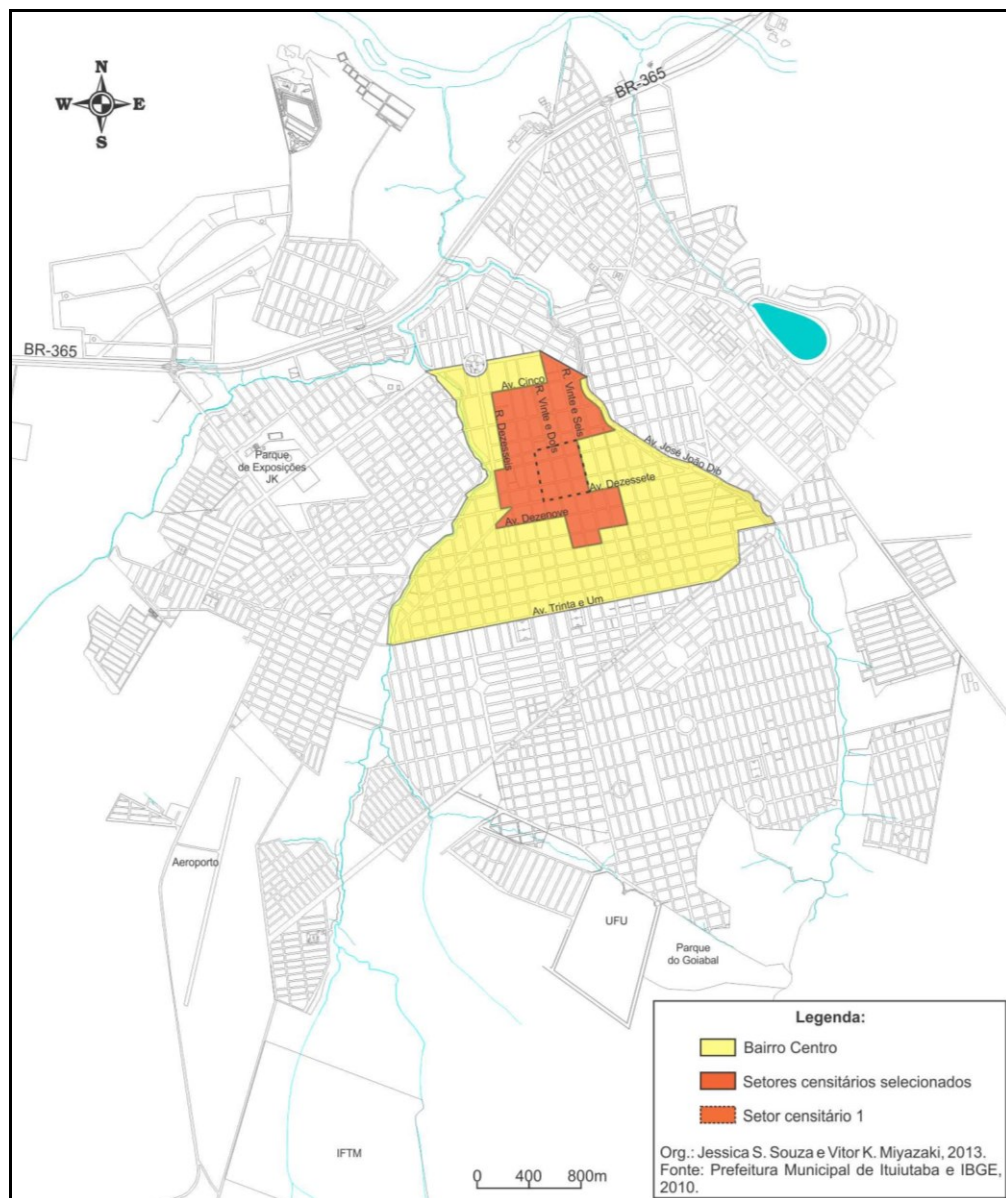 N
W E
S
BR-365
BR-365
Av. Cinco
R. Vinte e Seis
R. Vinte e Dois
R. Dezesseis
Av. José João Dib
Parque
de Exposições
JK
Av. Dezessete
Av. Dezenove
Av. Trinta e Um
Aeroporto
UFU
Parque
do Goiabal
IFTM
0 400 800m
Legenda:
Bairro Centro
Setores censitários selecionados
Setor censitário 1
Org.: Jessica S. Souza e Vitor K. Miyazaki, 2013.
Fonte: Prefeitura Municipal de Ituiutaba e IBGE,
2010.